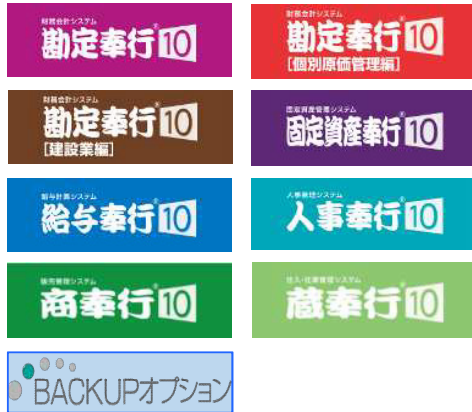 財務会計システム
勘定奉行10
財務会計システム
勘定奉行10
[個別原価管理編]
財務会計システム
勘定奉行10
[建設業編]
固定資産管理システム
固定資産奉行10
給与計算システム
給与奉行10
人事管理システム
人事奉行10
販売管理システム
商奉行10
仕入・在庫管理システム
蔵奉行10
BACKUPオプション